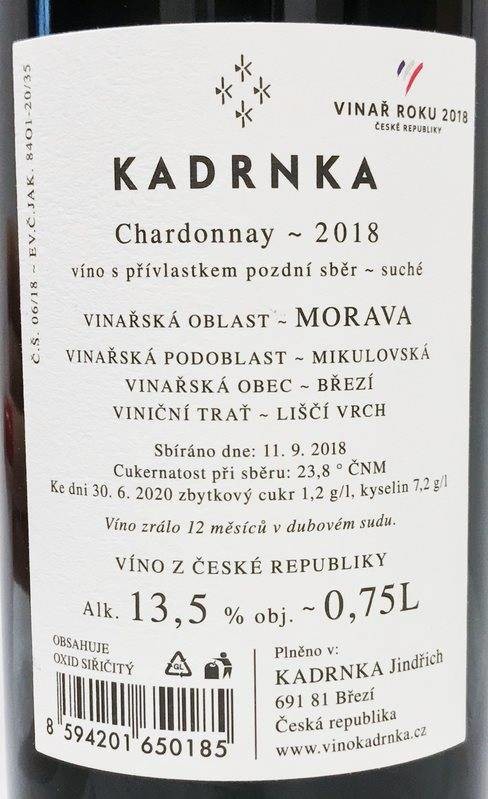 Č.Š. 06/18 ~ EV.Č.JAK. 84O1-20/35
VINAŘ ROKU 2018
ČESKÉ REPUBLIKY
KADRNKA
Chardonnay ~ 2018
víno s přívlastkem pozdní sběr ~ suché
VINAŘSKÁ OBLAST ~ MORAVA
VINAŘSKÁ PODOBLAST ~ MIKULOVSKÁ
VINAŘSKÁ OBEC ~ BŘEZÍ
VINIČNÍ TRAŤ ~ LIŠČÍ VRCH
Sbíráno dne: 11. 9. 2018
Cukernatost při sběru: 23,8 ° ČNM
Ke dni 30. 6. 2020 zbytkový cukr 1,2 g/l, kyselin 7,2 g/l
Víno zrálo 12 měsíců v dubovém sudu.
VÍNO Z ČESKÉ REPUBLIKY
Alk. 13,5 % obj. ~ 0,75L
OBSAHUJE
OXID SIŘIČITÝ
GL
8 594201 650185
Plněno v:
KADRNKA Jindřich
691 81 Březí
Česká republika
www.vinokadrnka.cz